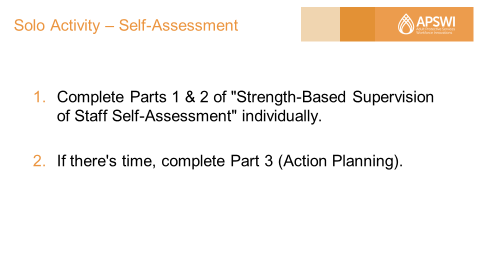 Solo Activity – Self-Assessment
APSWI
1. Complete Parts 1 & 2 of "Strength-Based Supervision
of Staff Self-Assessment" individually.
2. If there's time, complete Part 3 (Action Planning).